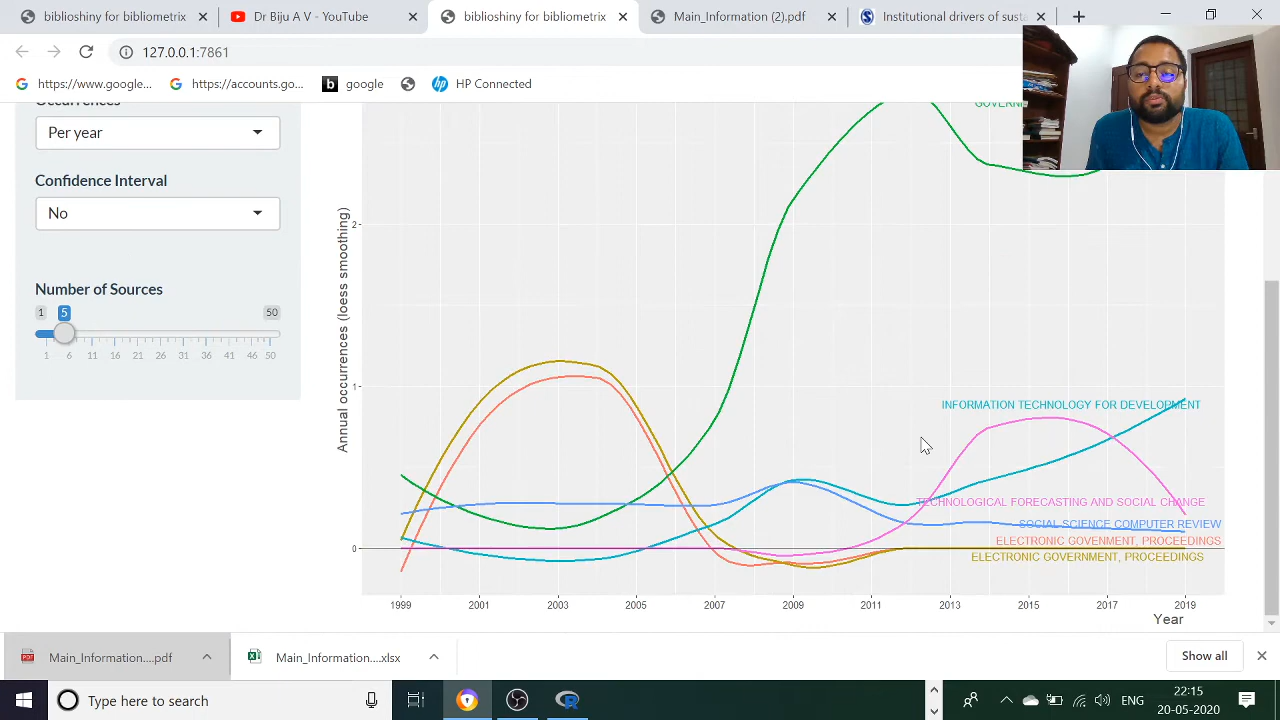 biblioshiny for bibliometrix
Dr Biju A V - YouTube
biblioshiny for bibliometrix
Main_Information (2).pdf
Institutional drivers of susta
127.0.0.1:7861
https://www.google...
https://accounts.go...
google
HP Connected
Occurrences
Per year
Confidence Interval
No
Number of Sources
1 5 50
1 6 11 16 21 26 31 36 41 46 50
Annual occurrences (loess smoothing)
2
1
0
GOVERN
INFORMATION TECHNOLOGY FOR DEVELOPMENT
TECHNOLOGICAL FORECASTING AND SOCIAL CHANGE
SOCIAL SCIENCE COMPUTER REVIEW
ELECTRONIC GOVENMENT, PROCEEDINGS
ELECTRONIC GOVERNMENT, PROCEEDINGS
1999 2001 2003 2005 2007 2009 2011 2013 2015 2017 2019
Year
Main_Information....pdf
Main_Information....xlsx
Show all
Type here to search
ENG
22:15
20-05-2020